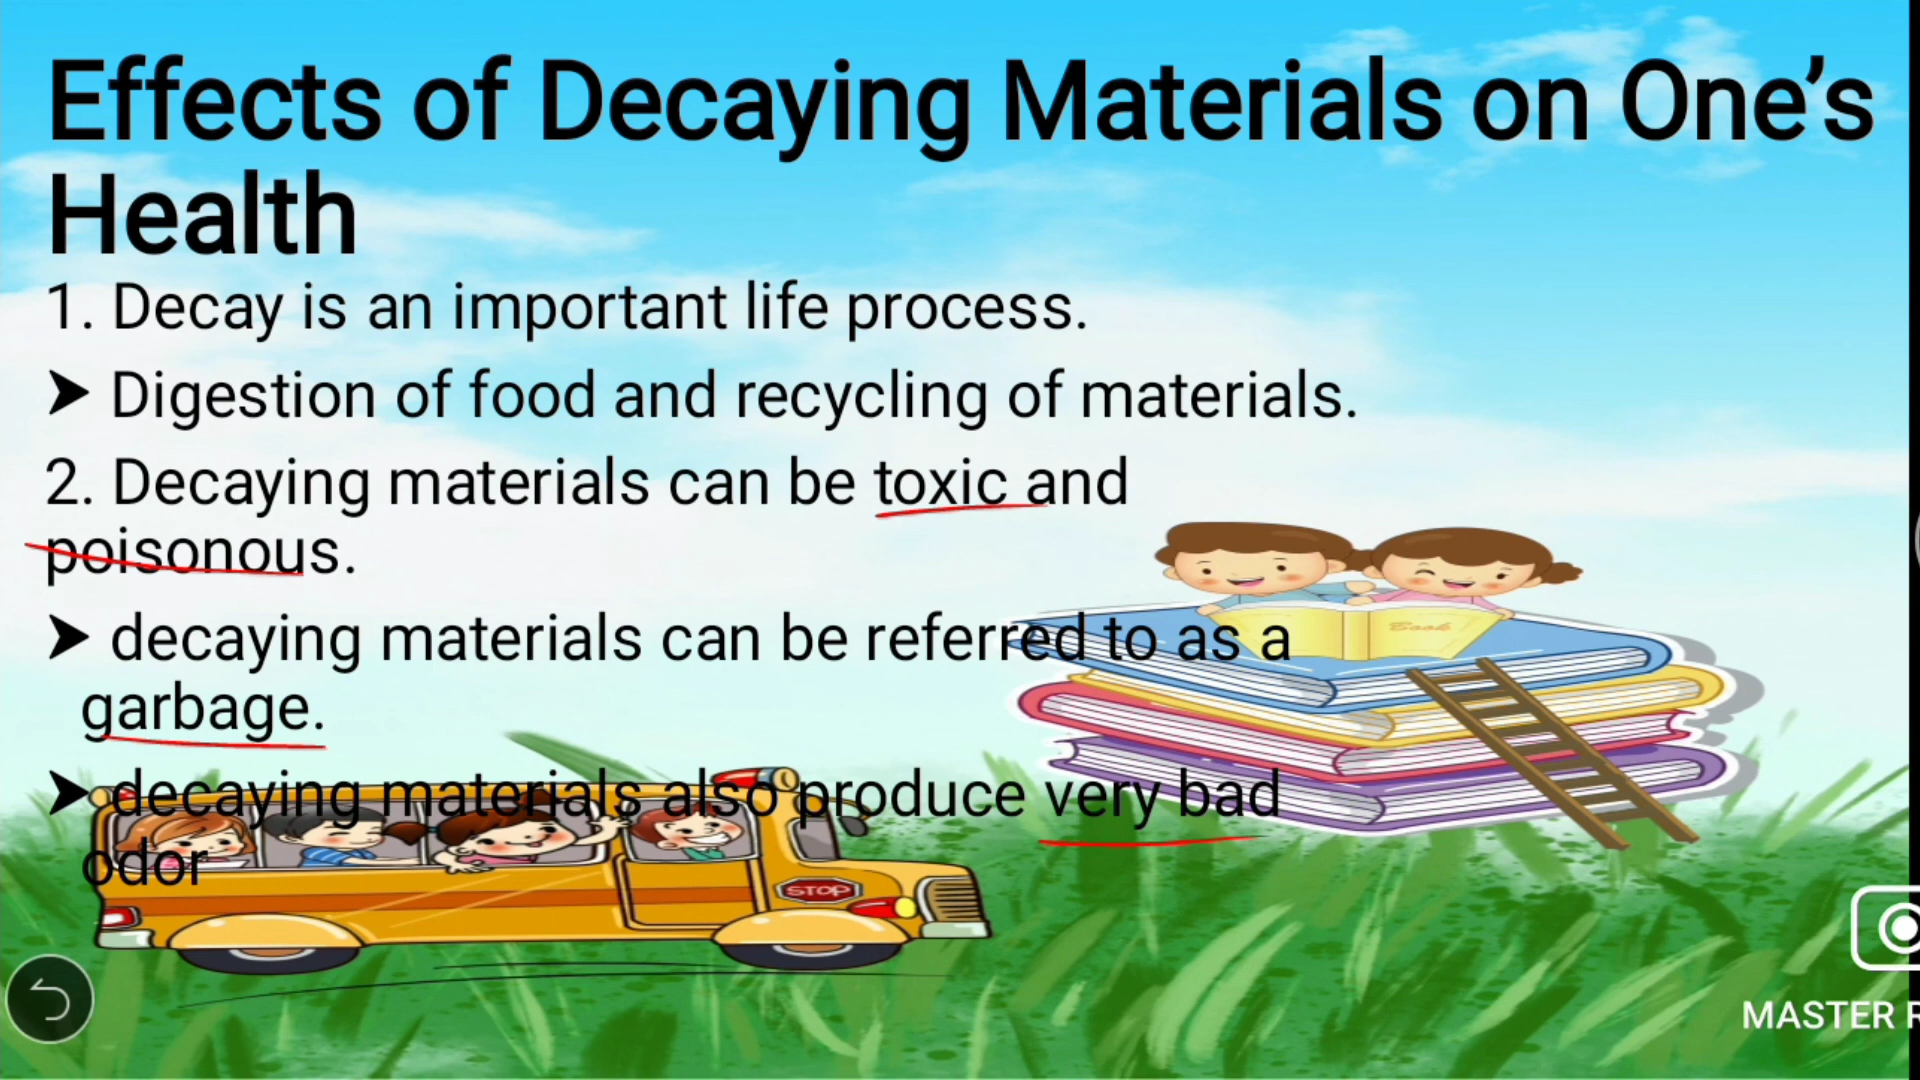 Effects of Decaying Materials on One’s
Health
1. Decay is an important life process.
➤ Digestion of food and recycling of materials.
2. Decaying materials can be toxic and
poisonous.
➤ decaying materials can be referred to as a
garbage.
➤ decaying materials also produce very bad
odor
Book
STOP
MASTER